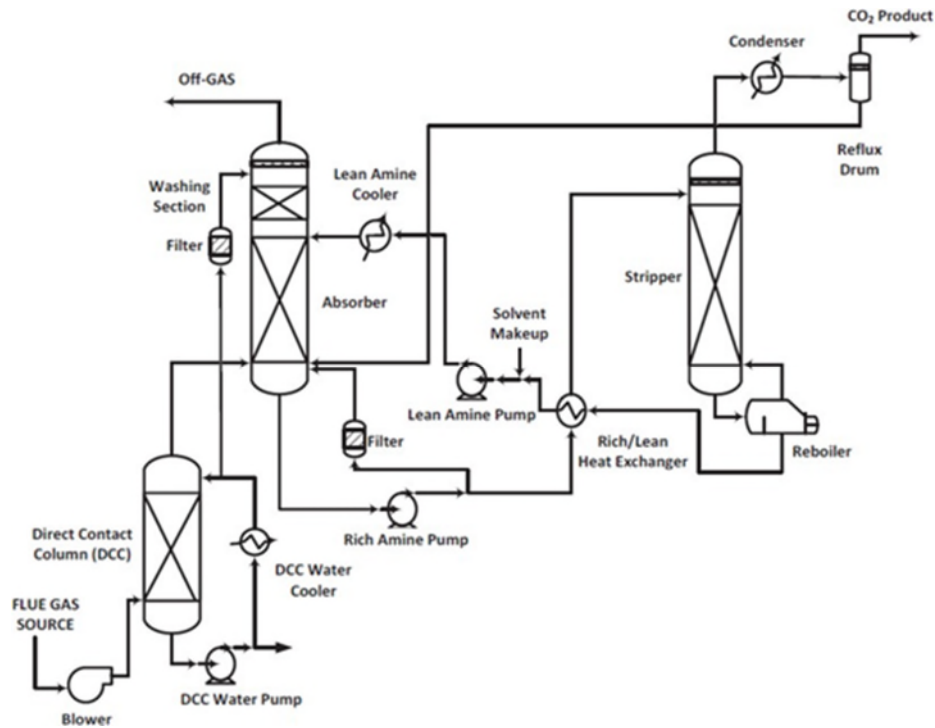 CO₂ Product
Condenser
Off-GAS
Reflux
Drum
Washing
Section
Lean Amine
Cooler
Filter
Stripper
Absorber
Solvent
Makeup
Lean Amine Pump
Filter
Rich/Lean
Heat Exchanger
Reboiler
Rich Amine Pump
Direct Contact
Column (DCC)
DCC Water
Cooler
FLUE GAS
SOURCE
DCC Water Pump
Blower